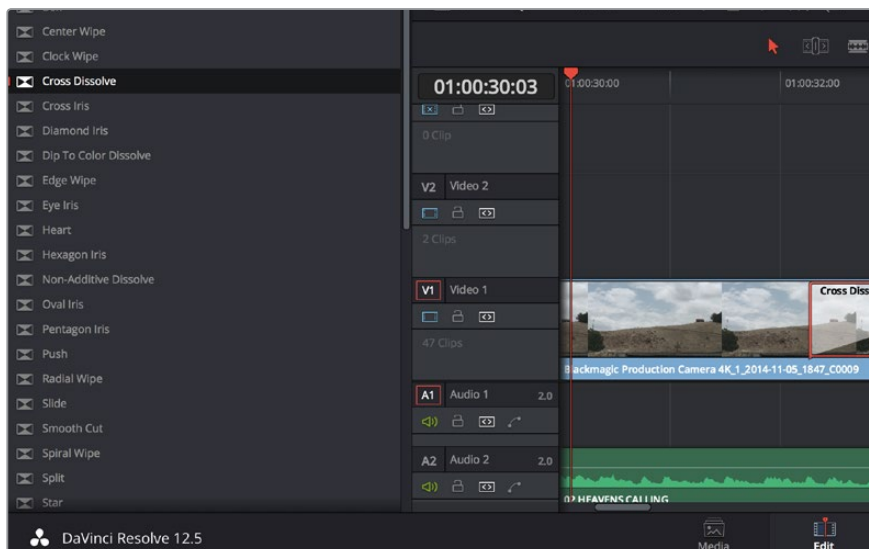 Center Wipe
Clock Wipe
Cross Dissolve
Cross Iris
Diamond Iris
Dip To Color Dissolve
Edge Wipe
Eye Iris
Heart
Hexagon Iris
Non-Additive Dissolve
Oval Iris
Pentagon Iris
Push
Radial Wipe
Slide
Smooth Cut
Spiral Wipe
Split
Star
01:00:30:03
01:00:30:00
01:00:32:00
0 Clip
V2 Video 2
2 Clips
V1 Video 1
Cross Diss
47 Clips
Blackmagic Production Camera 4K_1_2014-11-05_1847_C0009
A1 Audio 1 2.0
A2 Audio 2 2.0
02 HEAVENS CALLING
DaVinci Resolve 12.5
Media
Edit